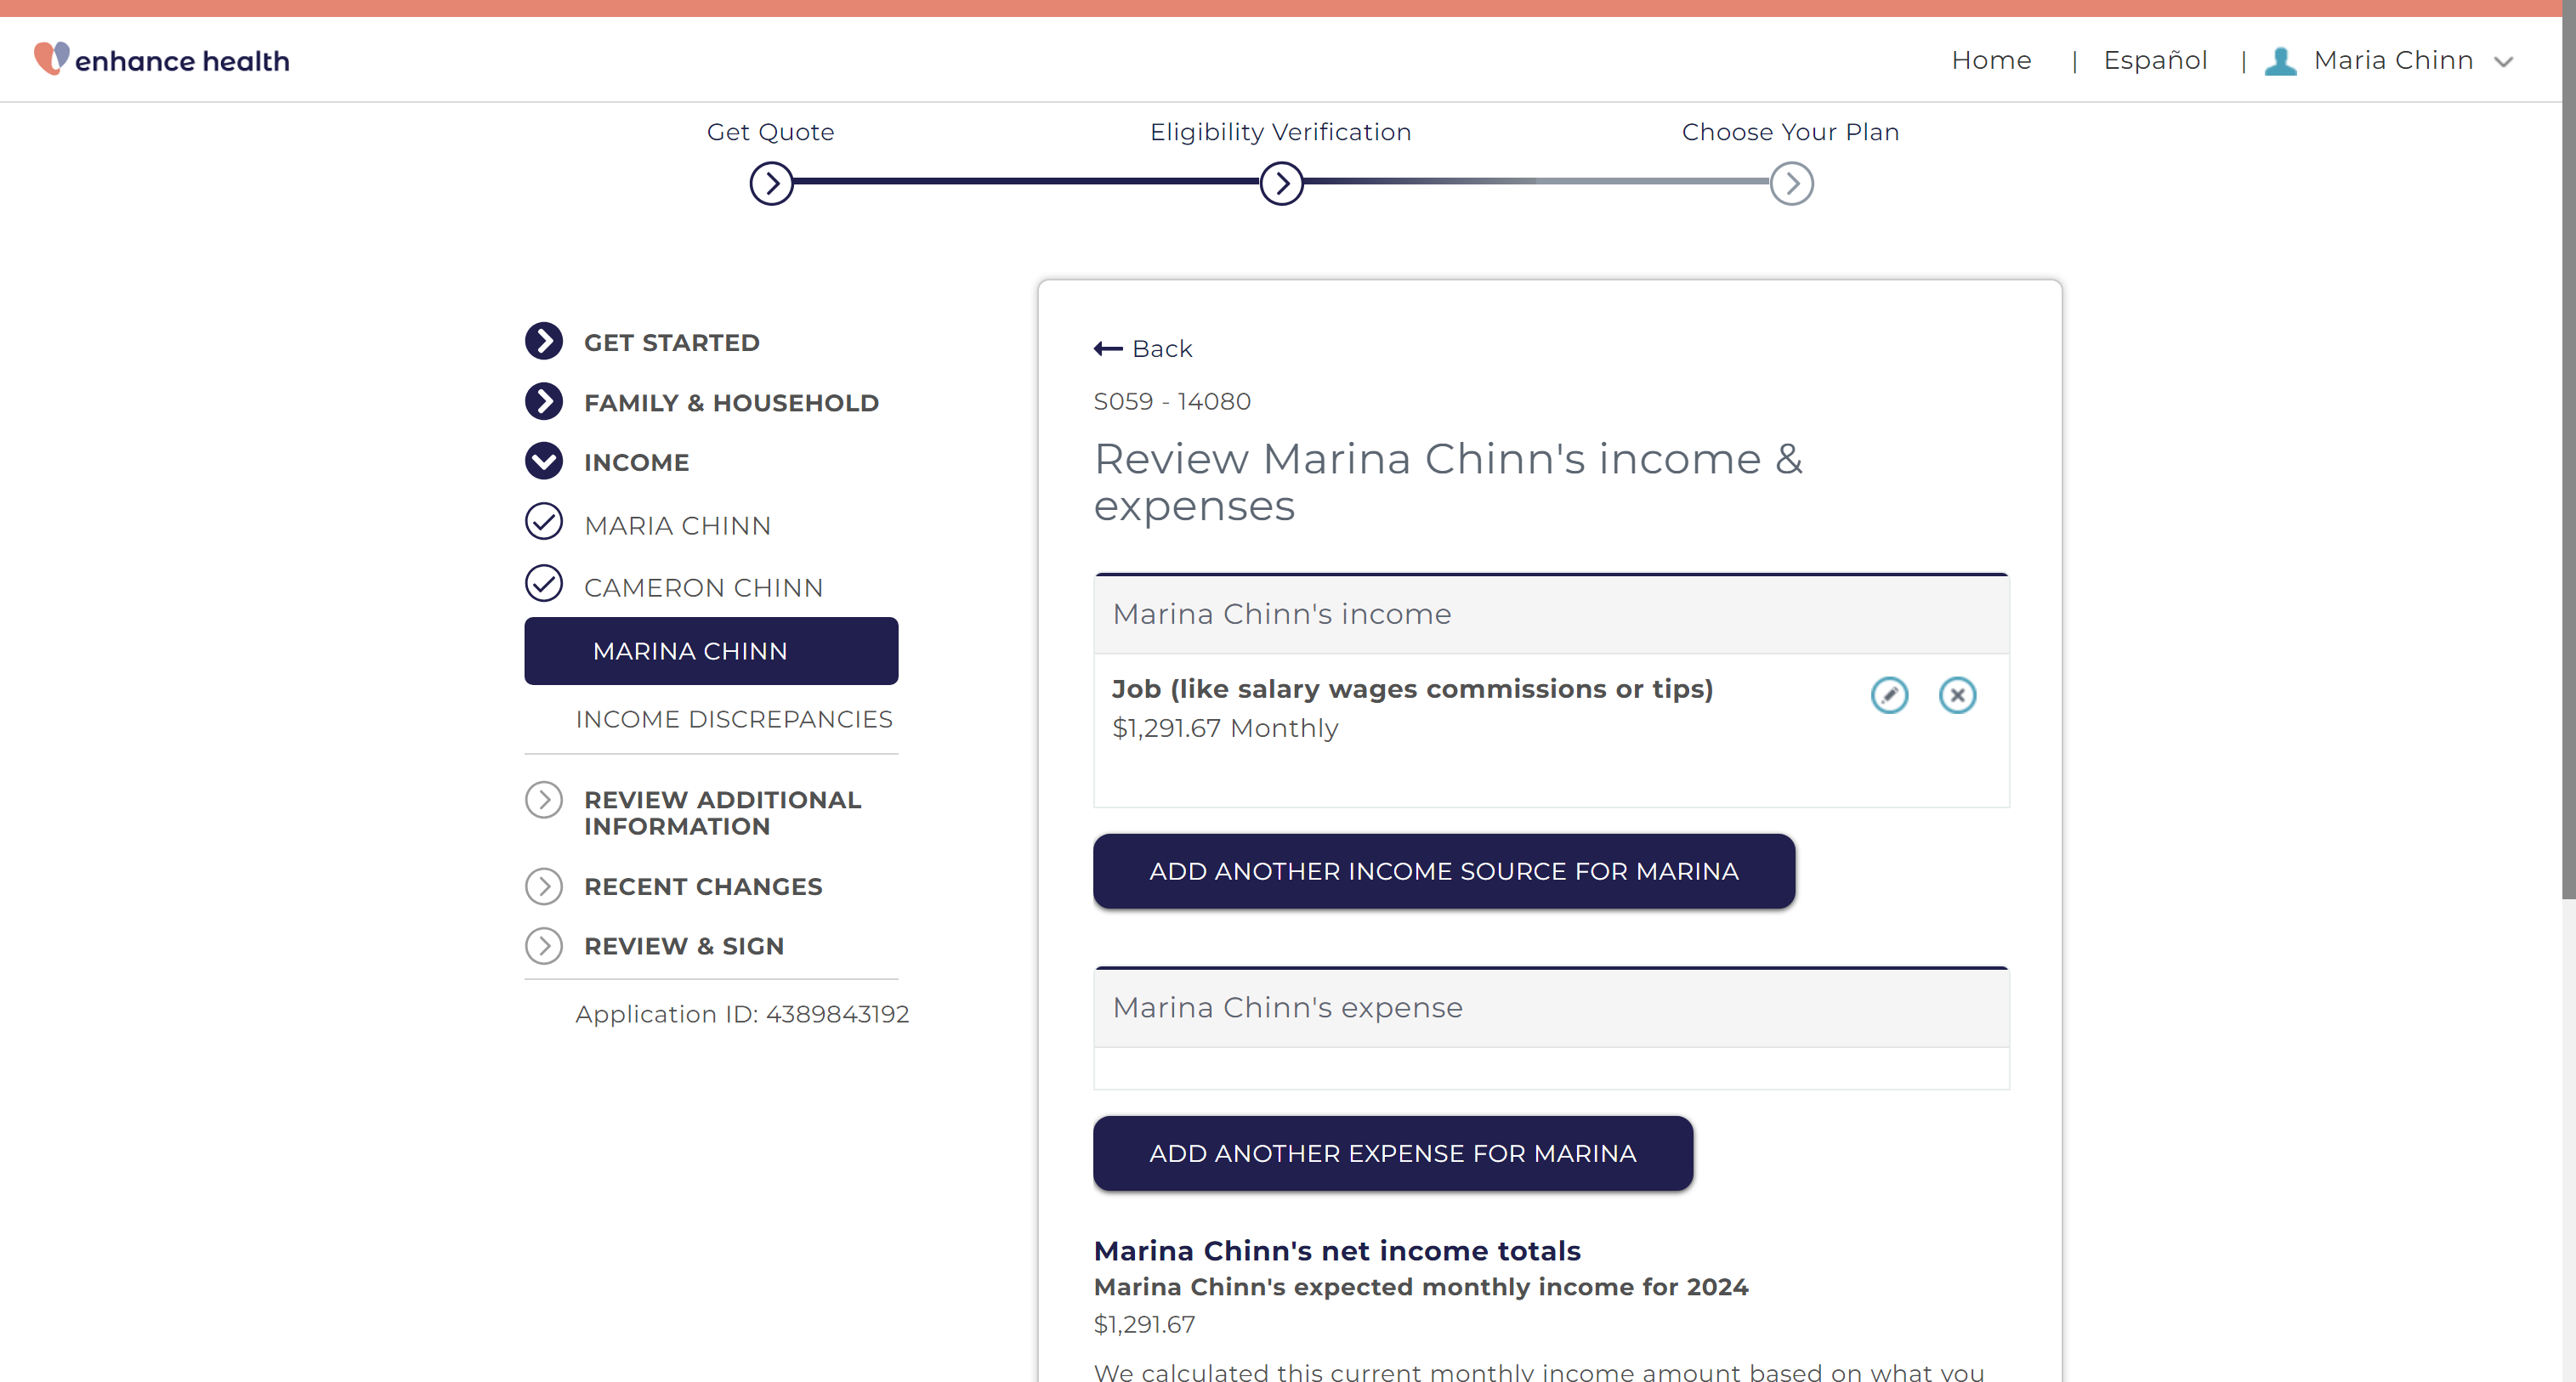 enhance health
Home | Español | Maria Chinn
Get Quote
Eligibility Verification
Choose Your Plan
GET STARTED
FAMILY & HOUSEHOLD
INCOME
MARIA CHINN
CAMERON CHINN
MARINA CHINN
INCOME DISCREPANCIES
REVIEW ADDITIONAL
INFORMATION
RECENT CHANGES
REVIEW & SIGN
Application ID: 4389843192
Back
S059 - 14080
Review Marina Chinn's income &
expenses
Marina Chinn's income
Job (like salary wages commissions or tips)
$1,291.67 Monthly
ADD ANOTHER INCOME SOURCE FOR MARINA
Marina Chinn's expense
ADD ANOTHER EXPENSE FOR MARINA
Marina Chinn's net income totals
Marina Chinn's expected monthly income for 2024
$1,291.67
We calculated this current monthly income amount based on what you